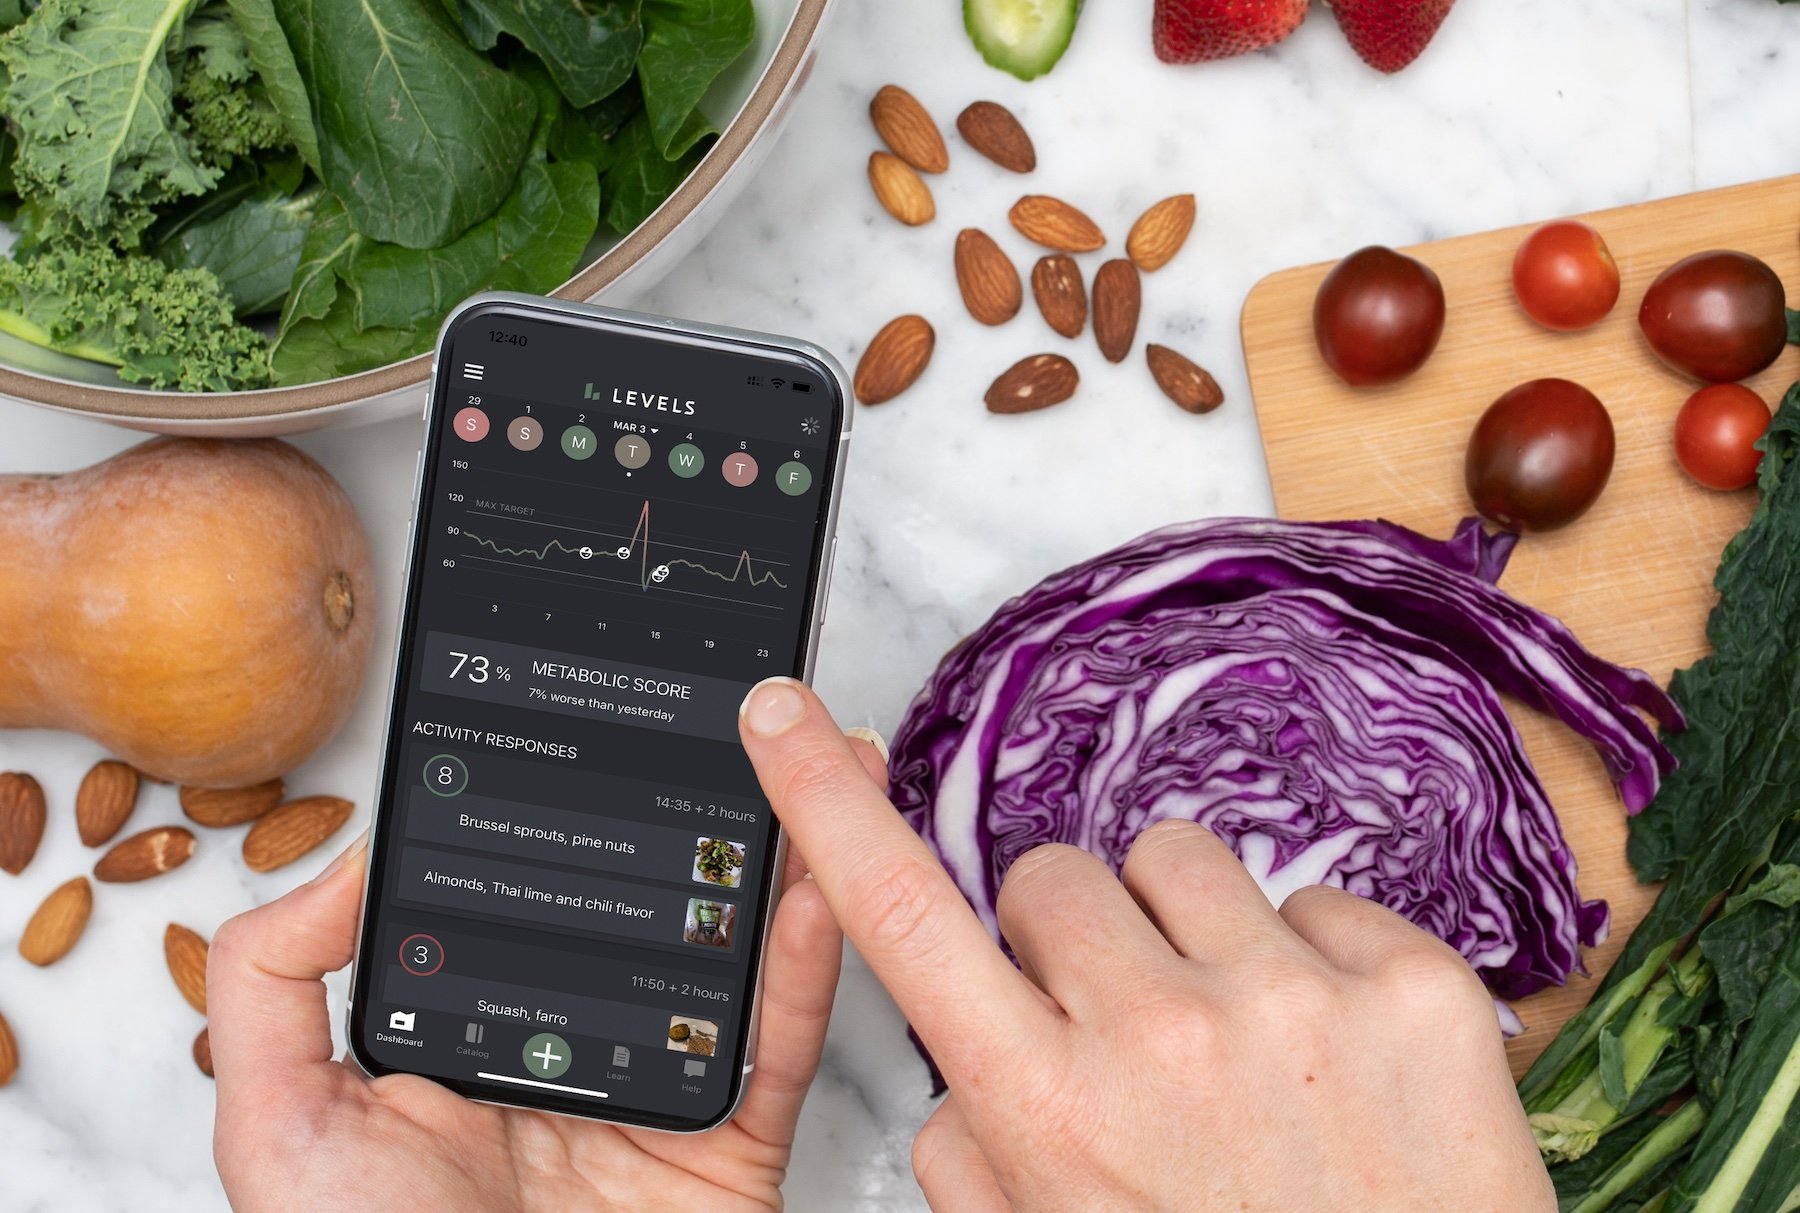 12:40
LEVELS
29 1 2 MAR 3 4 5 6
S S M T W T F
150
120
MAX TARGET
90
60
3 7 11 15 19 23
73 % METABOLIC SCORE
7% worse than yesterday
ACTIVITY RESPONSES
8
14:35 + 2 hours
Brussel sprouts, pine nuts
Almonds, Thai lime and chili flavor
3
11:50 + 2 hours
Squash, farro
Dashboard Catalog Learn Help